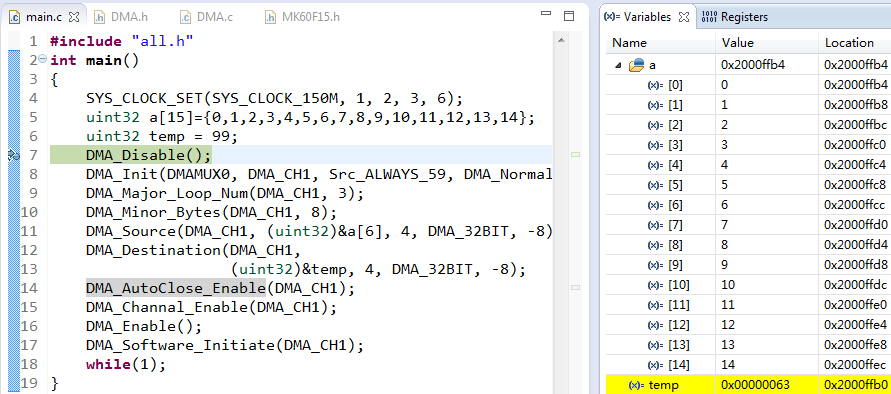 main.c DMA.h DMA.c MK60F15.h
1 #include "all.h"
2 int main()
3 {
4 SYS_CLOCK_SET(SYS_CLOCK_150M, 1, 2, 3, 6);
5 uint32 a[15]={0,1,2,3,4,5,6,7,8,9,10,11,12,13,14};
6 uint32 temp = 99;
7 DMA_Disable();
8 DMA_Init(DMAMUX0, DMA_CH1, Src_ALWAYS_59, DMA_Normal
9 DMA_Major_Loop_Num(DMA_CH1, 3);
10 DMA_Minor_Bytes(DMA_CH1, 8);
11 DMA_Source(DMA_CH1, (uint32)&a[6], 4, DMA_32BIT, -8)
12 DMA_Destination(DMA_CH1,
13 (uint32)&temp, 4, DMA_32BIT, -8);
14 DMA_AutoClose_Enable(DMA_CH1);
15 DMA_Channal_Enable(DMA_CH1);
16 DMA_Enable();
17 DMA_Software_Initiate(DMA_CH1);
18 while(1);
19 }
(x)= Variables 1010 0101 Registers
Name Value Location
a 0x2000ffb4 0x2000ffb4
(x)= [0] 0 0x2000ffb4
(x)= [1] 1 0x2000ffb8
(x)= [2] 2 0x2000ffbc
(x)= [3] 3 0x2000ffc0
(x)= [4] 4 0x2000ffc4
(x)= [5] 5 0x2000ffc8
(x)= [6] 6 0x2000ffcc
(x)= [7] 7 0x2000ffd0
(x)= [8] 8 0x2000ffd4
(x)= [9] 9 0x2000ffd8
(x)= [10] 10 0x2000ffdc
(x)= [11] 11 0x2000ffe0
(x)= [12] 12 0x2000ffe4
(x)= [13] 13 0x2000ffe8
(x)= [14] 14 0x2000ffec
(x)= temp 0x00000063 0x2000ffb0